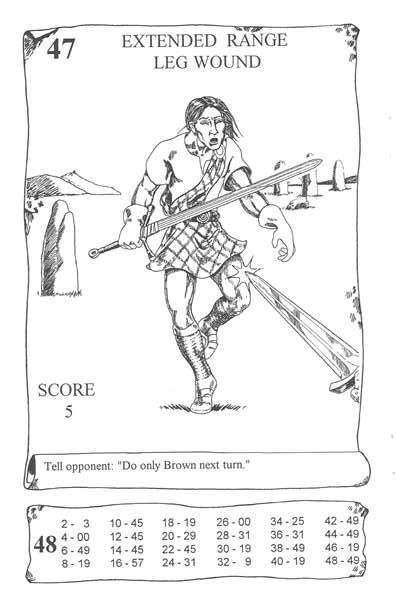 47
EXTENDED RANGE
LEG WOUND
SCORE
5
Tell opponent: "Do only Brown next turn."
48
2 - 3 10 - 45 18 - 19 26 - 00 34 - 25 42 - 49
4 - 00 12 - 45 20 - 29 28 - 31 36 - 31 44 - 49
6 - 49 14 - 45 22 - 45 30 - 19 38 - 49 46 - 19
8 - 19 16 - 57 24 - 31 32 - 9 40 - 19 48 - 49